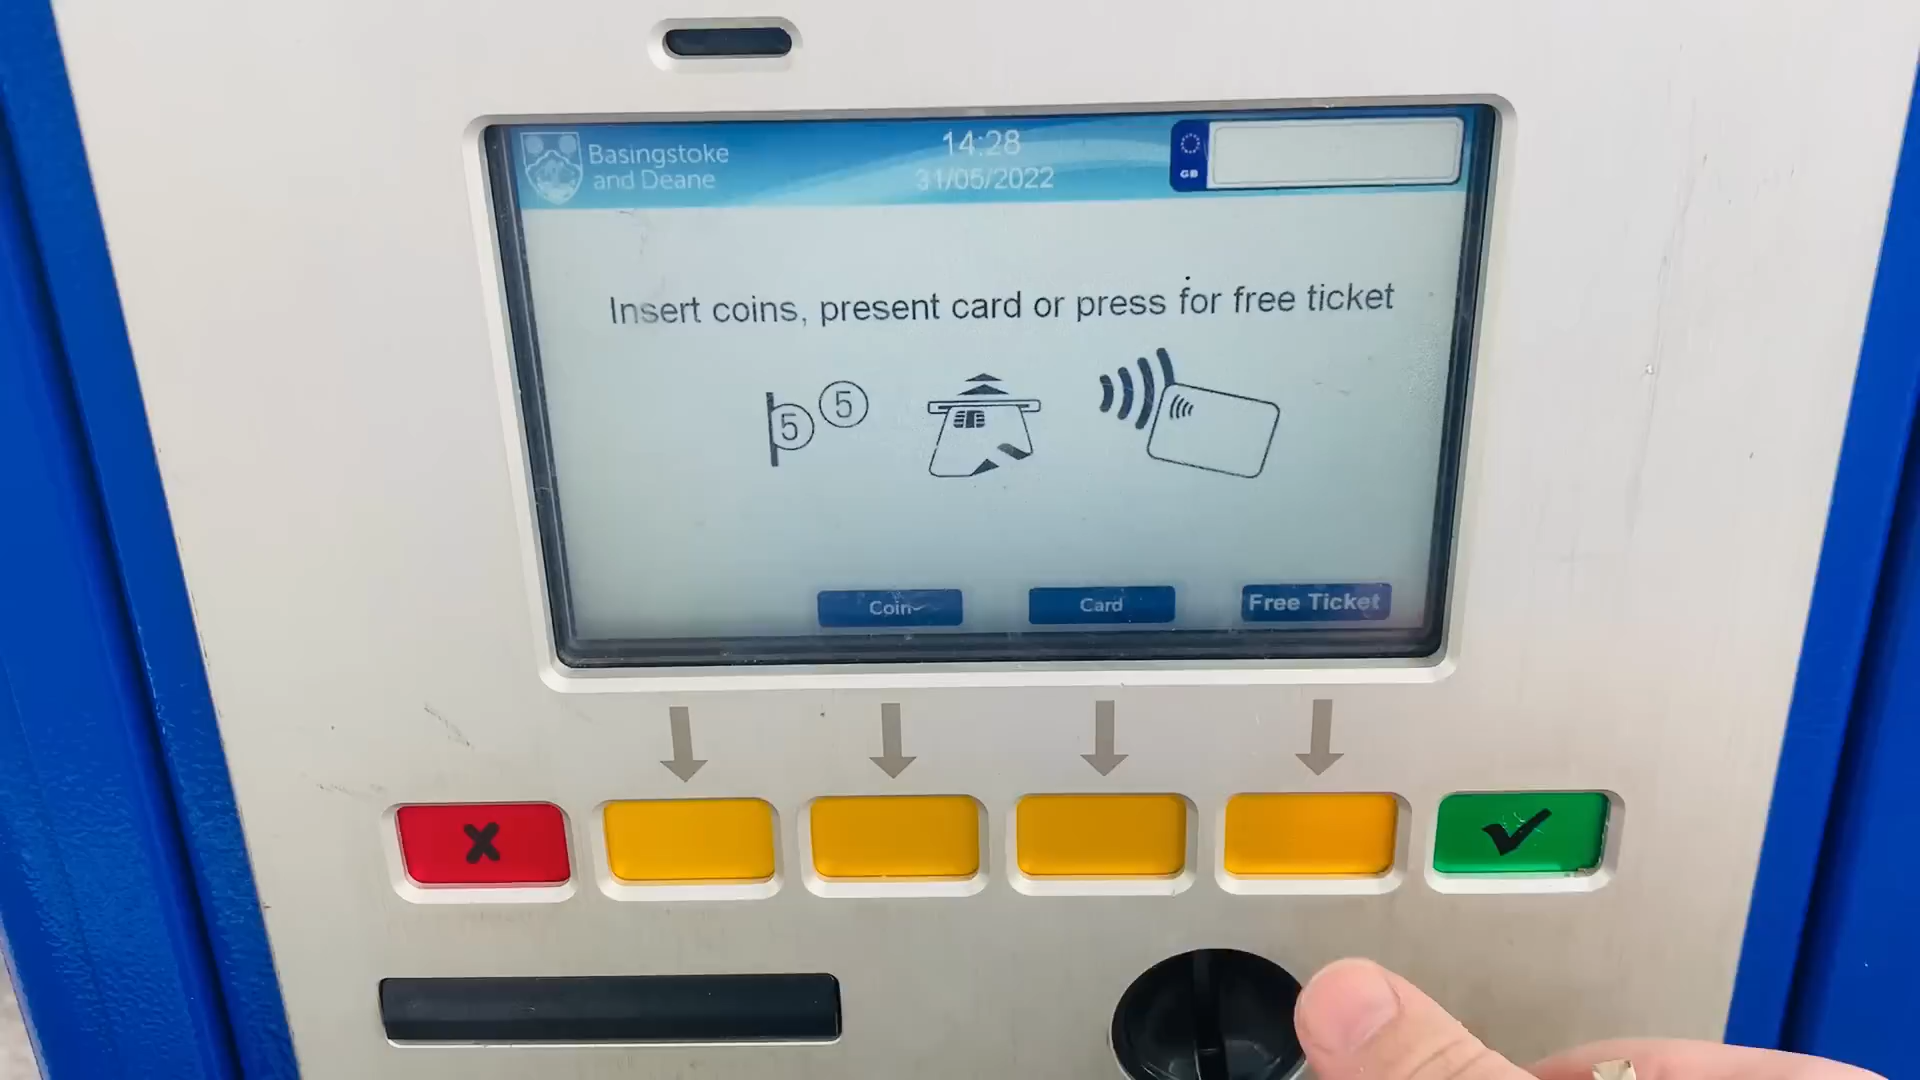 Basingstoke
and Deane
14:28
31/05/2022
GB
Insert coins, present card or press for free ticket
5 5
Coin
Card
Free Ticket